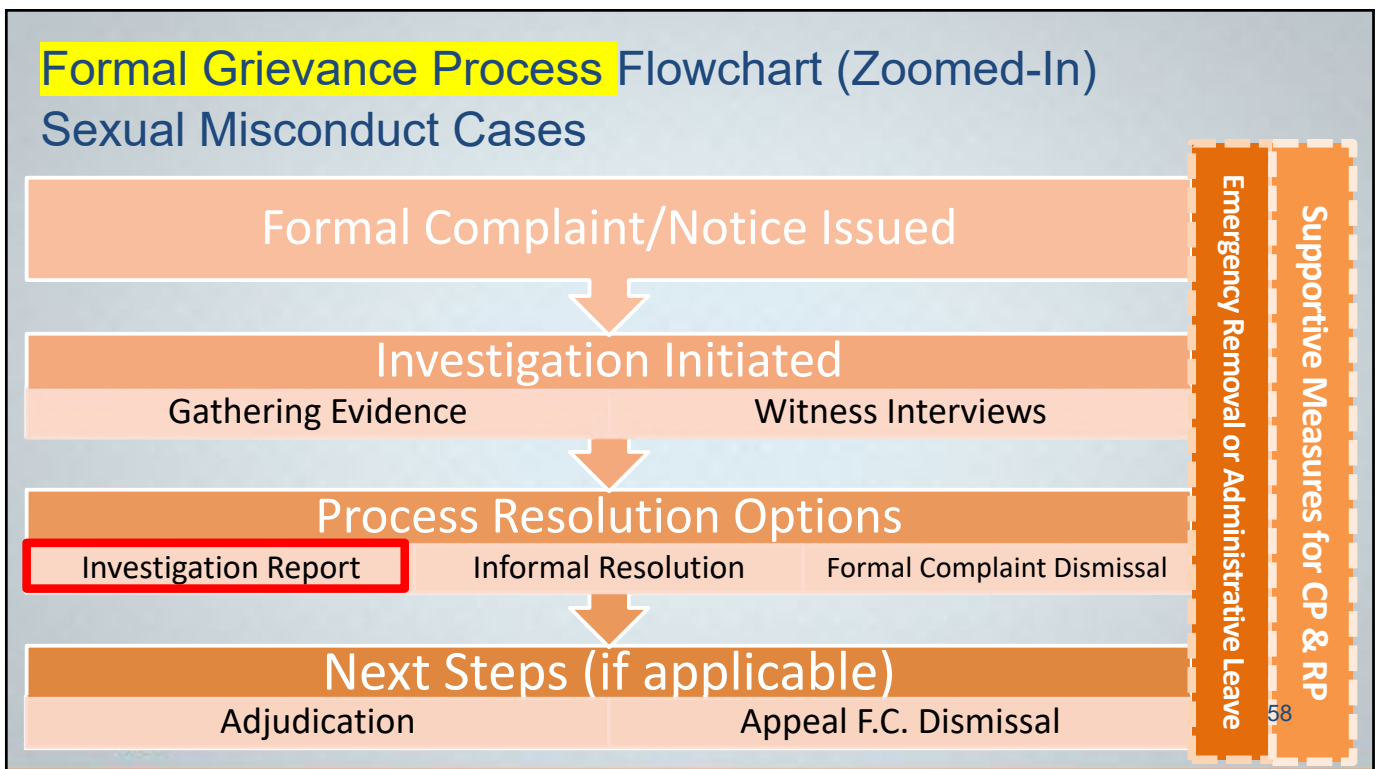 Formal Grievance Process Flowchart (Zoomed-In)
Sexual Misconduct Cases
Formal Complaint/Notice Issued
Investigation Initiated
Gathering Evidence
Witness Interviews
Process Resolution Options
Investigation Report
Informal Resolution
Formal Complaint Dismissal
Next Steps (if applicable)
Adjudication
Appeal F.C. Dismissal
Emergency Removal or Administrative Leave
Supportive Measures for CP & RP
58